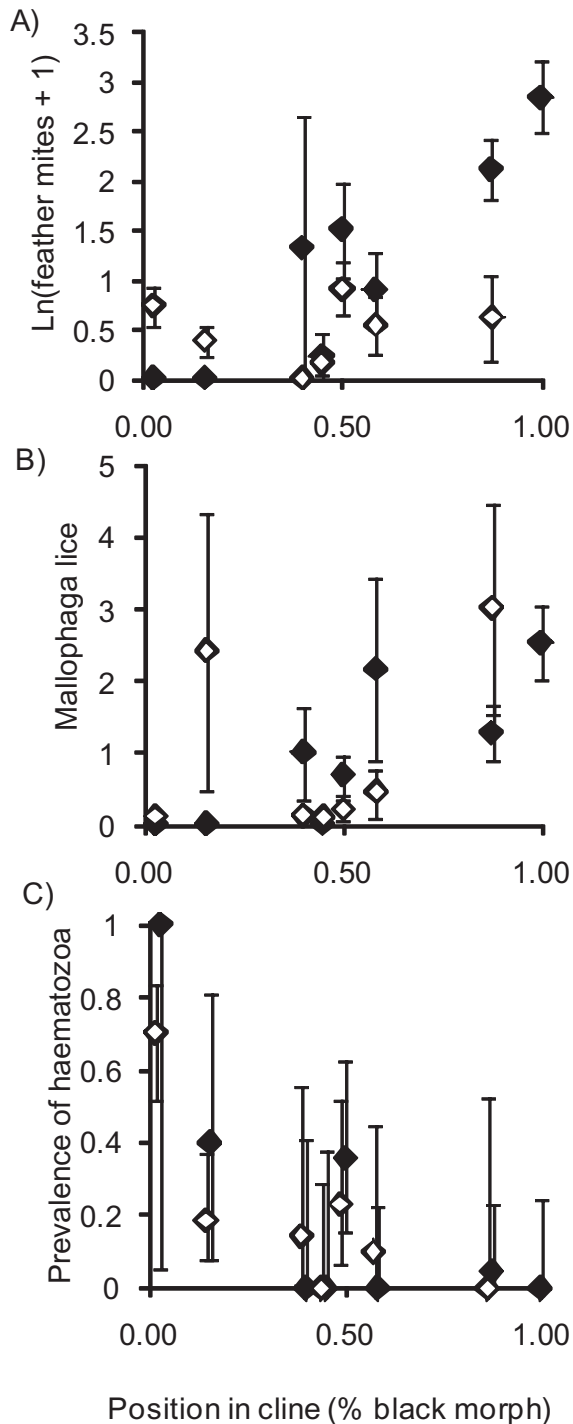 A)
Ln(feather mites + 1)
3.5
3
2.5
2
1.5
1
0.5
0
0.00 0.50 1.00
B)
Mallophaga lice
5
4
3
2
1
0
0.00 0.50 1.00
C)
Prevalence of haematozoa
1
0.8
0.6
0.4
0.2
0
0.00 0.50 1.00
Position in cline (% black morph)